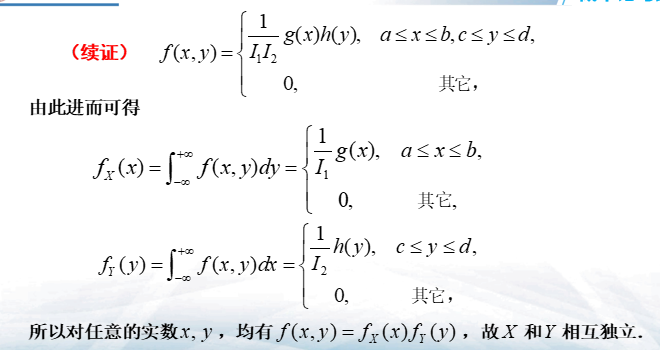 （续证） f(x,y) = { 1/(I₁I₂) g(x)h(y), a≤x≤b,c≤y≤d,
0, 其它，
由此进而可得
f_X(x) = ∫_{-∞}^{+∞} f(x,y)dy = { 1/I₁ g(x), a≤x≤b,
0, 其它,
f_Y(y) = ∫_{-∞}^{+∞} f(x,y)dx = { 1/I₂ h(y), c≤y≤d,
0, 其它，
所以对任意的实数x, y ，均有 f(x,y) = f_X(x)f_Y(y) ，故 X 和Y 相互独立.